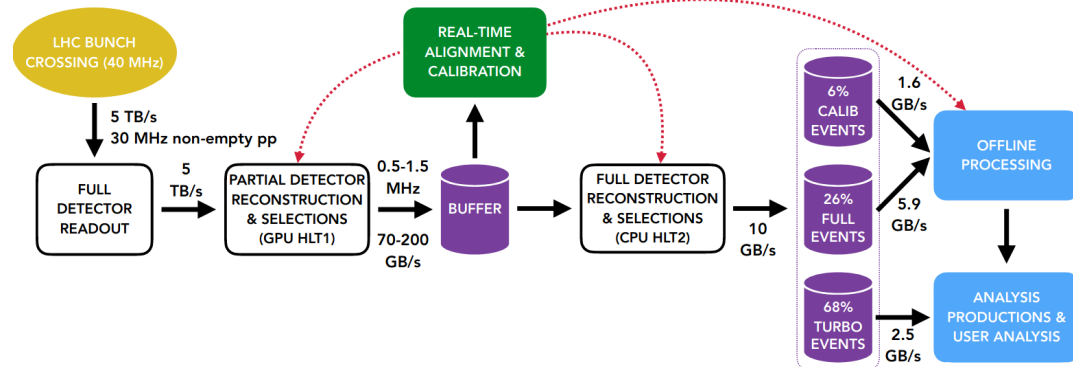 LHC BUNCH
CROSSING (40 MHz)
5 TB/s
30 MHz non-empty pp
FULL
DETECTOR
READOUT
5
TB/s
PARTIAL DETECTOR
RECONSTRUCTION
& SELECTIONS
(GPU HLT1)
0.5-1.5
MHz
70-200
GB/s
REAL-TIME
ALIGNMENT &
CALIBRATION
BUFFER
FULL DETECTOR
RECONSTRUCTION
& SELECTIONS
(CPU HLT2)
10
GB/s
6%
CALIB
EVENTS
26%
FULL
EVENTS
68%
TURBO
EVENTS
1.6
GB/s
5.9
GB/s
2.5
GB/s
OFFLINE
PROCESSING
ANALYSIS
PRODUCTIONS &
USER ANALYSIS